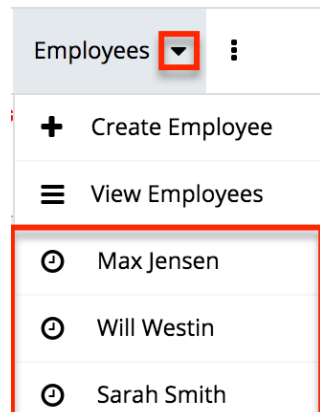 Employees
Create Employee
View Employees
Max Jensen
Will Westin
Sarah Smith